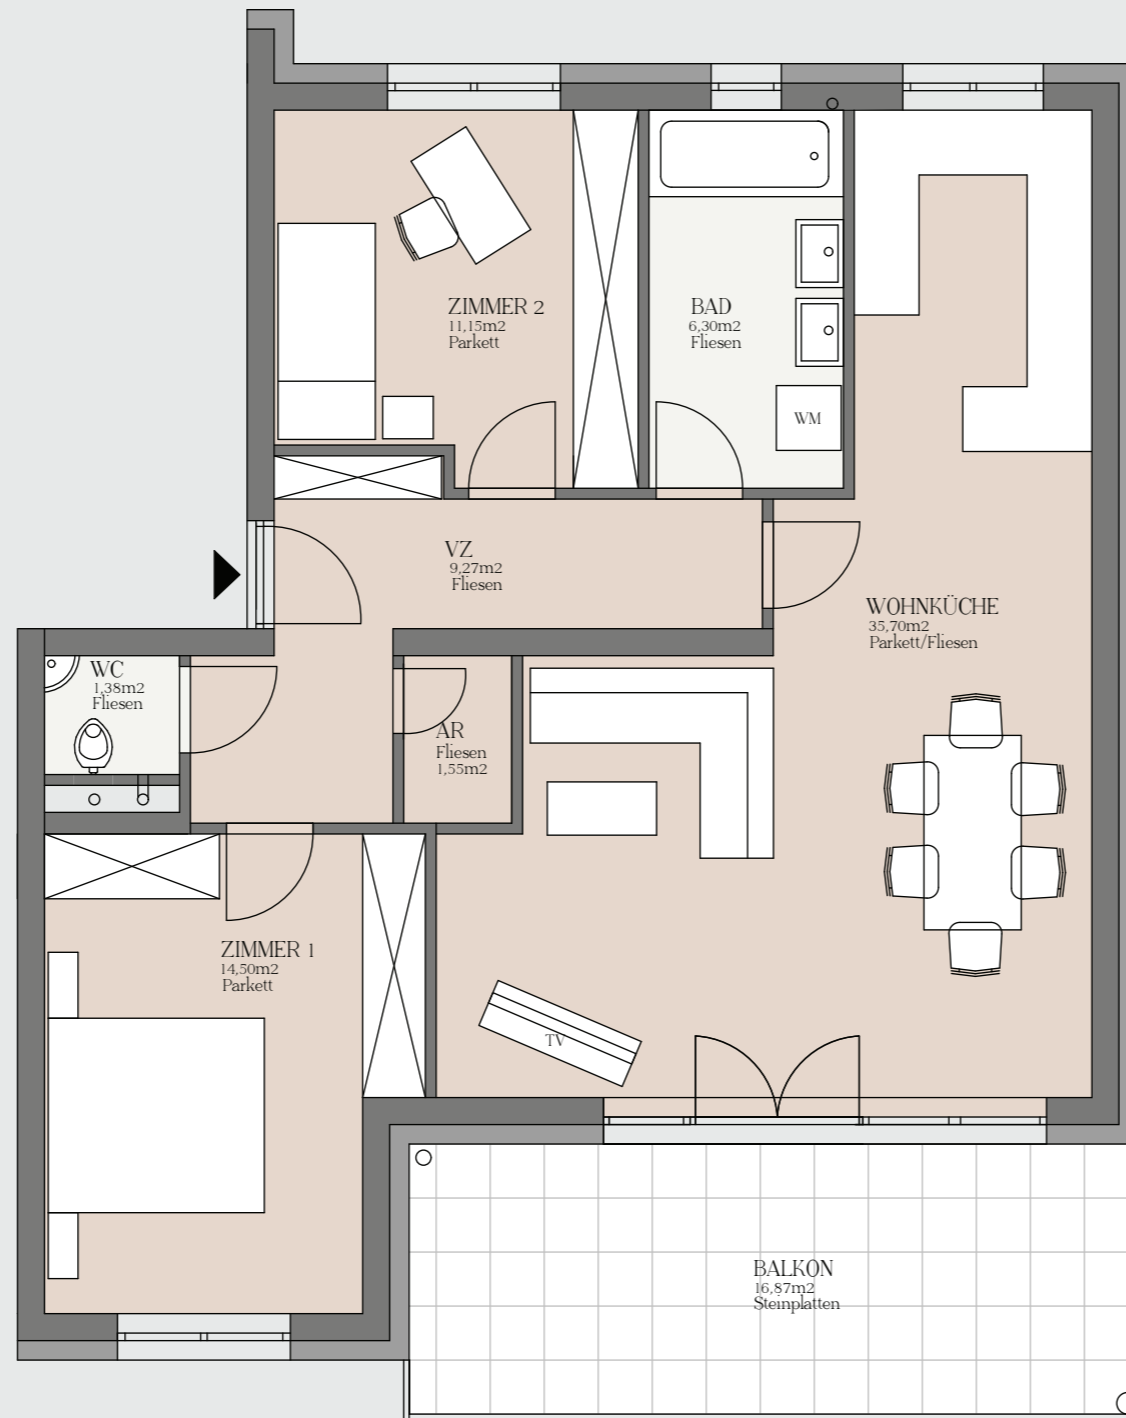 ZIMMER 2
11,15m2
Parkett
BAD
6,30m2
Fliesen
WM
VZ
9,27m2
Fliesen
WOHNKÜCHE
35,70m2
Parkett/Fliesen
WC
1,38m2
Fliesen
AR
Fliesen
1,55m2
ZIMMER 1
14,50m2
Parkett
TV
BALKON
16,87m2
Steinplatten